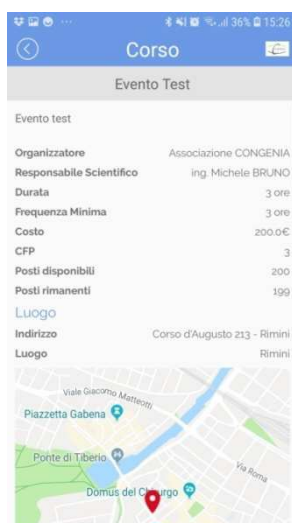 36% 15:26
Corso
Evento Test
Evento test
Organizzatore Associazione CONGENIA
Responsabile Scientifico ing. Michele BRUNO
Durata 3 ore
Frequenza Minima 3 ore
Costo 200.0€
CFP 3
Posti disponibili 200
Posti rimanenti 199
Luogo
Indirizzo Corso d'Augusto 213 - Rimini
Luogo Rimini
Viale Giacomo Matteotti
Piazzetta Gabena
Ponte di Tiberio
Via Roma
Domus del Chirurgo